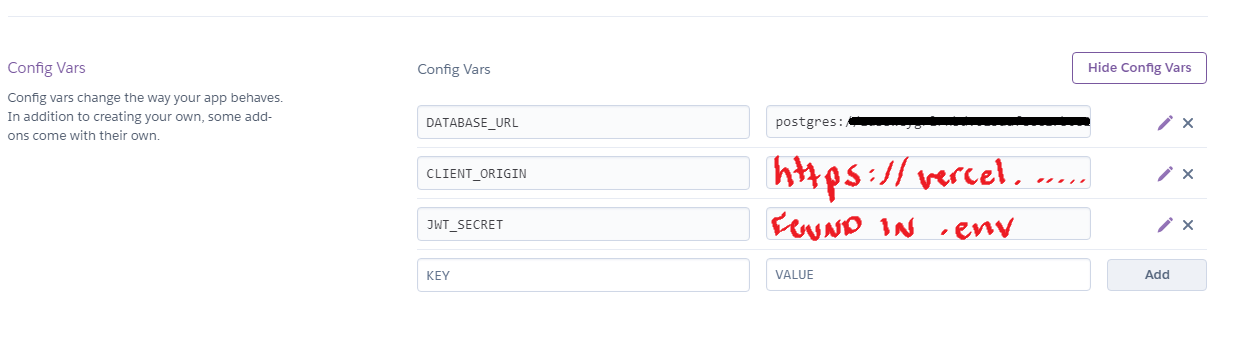 Config Vars
Config vars change the way your app behaves.
In addition to creating your own, some add-
ons come with their own.
Config Vars
Hide Config Vars
DATABASE_URL postgres:/
CLIENT_ORIGIN https://vercel. .....
JWT_SECRET FOUND IN .env
KEY VALUE Add